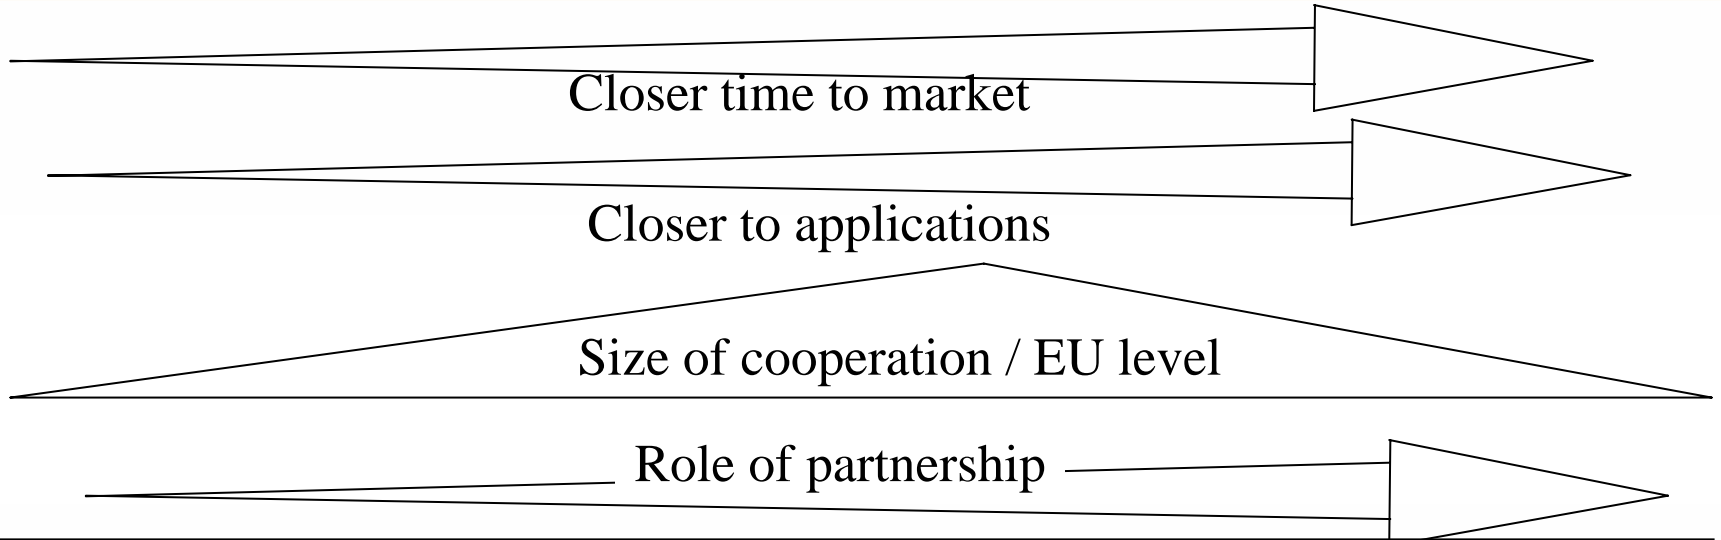 Closer time to market
Closer to applications
Size of cooperation / EU level
Role of partnership